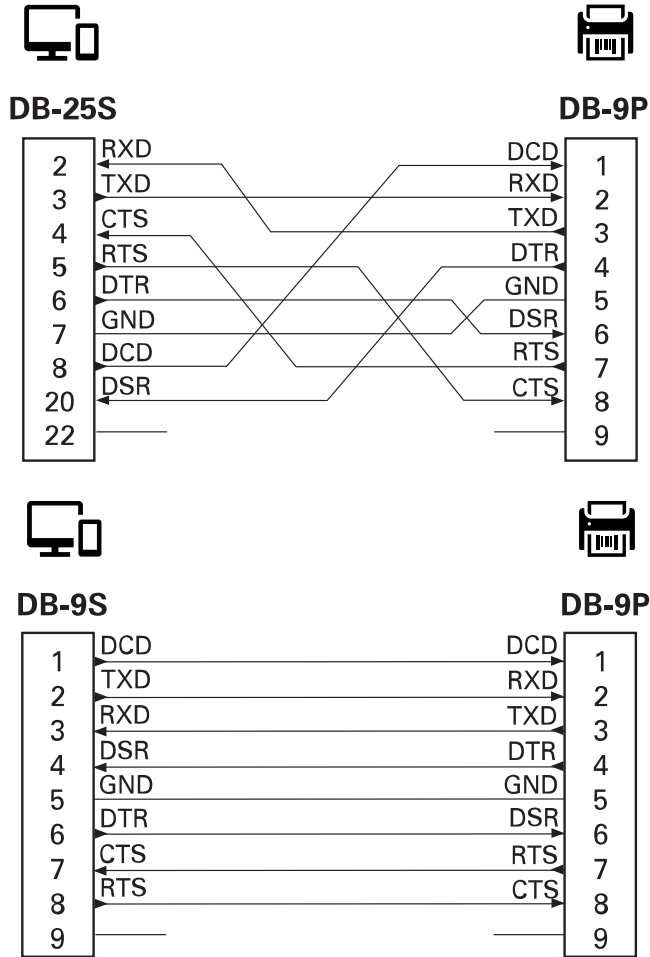 DB-25S DB-9P
2 RXD DCD 1
3 TXD RXD 2
4 CTS TXD 3
5 RTS DTR 4
6 DTR GND 5
7 GND DSR 6
8 DCD RTS 7
20 DSR CTS 8
22 9
DB-9S DB-9P
1 DCD DCD 1
2 TXD RXD 2
3 RXD TXD 3
4 DSR DTR 4
5 GND GND 5
6 DTR DSR 6
7 CTS RTS 7
8 RTS CTS 8
9 9